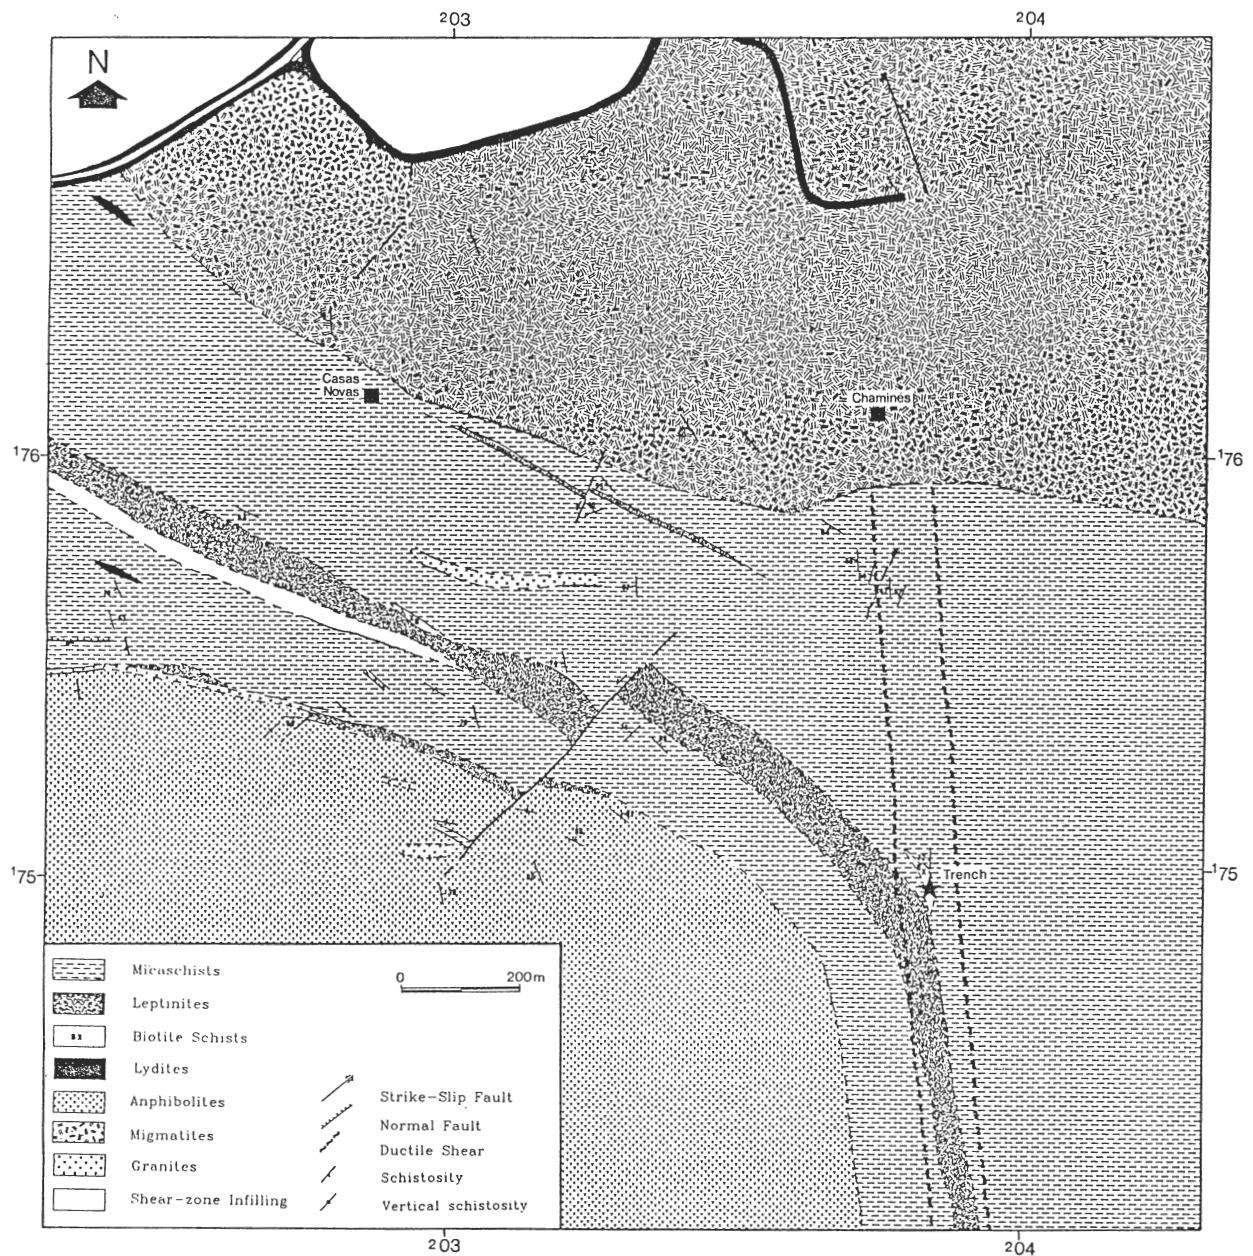 203
204
N
Casas
Novas
Chaminés
176
176
175
175
Trench
Micaschists
0
200m
Leptinites
Biotite Schists
Lydites
Anphibolites
Strike-Slip Fault
Normal Fault
Migmatites
Ductile Shear
Granites
Schistosity
Shear-zone Infilling
Vertical schistosity
203
204